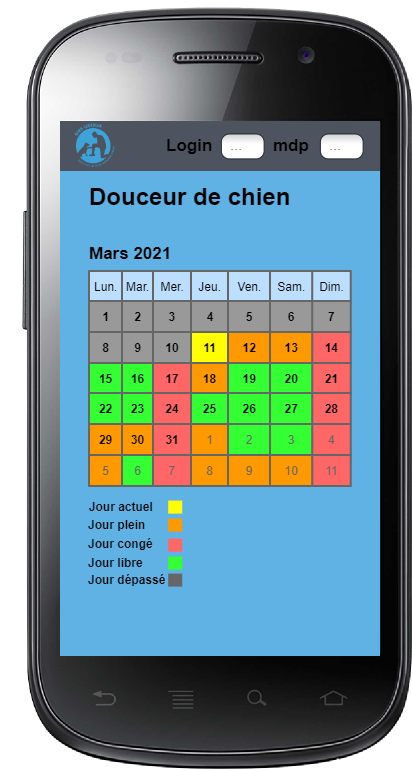 Login ... mdp ...
Douceur de chien
Mars 2021
Lun. Mar. Mer. Jeu. Ven. Sam. Dim.
1 2 3 4 5 6 7
8 9 10 11 12 13 14
15 16 17 18 19 20 21
22 23 24 25 26 27 28
29 30 31 1 2 3 4
5 6 7 8 9 10 11
Jour actuel
Jour plein
Jour congé
Jour libre
Jour dépassé